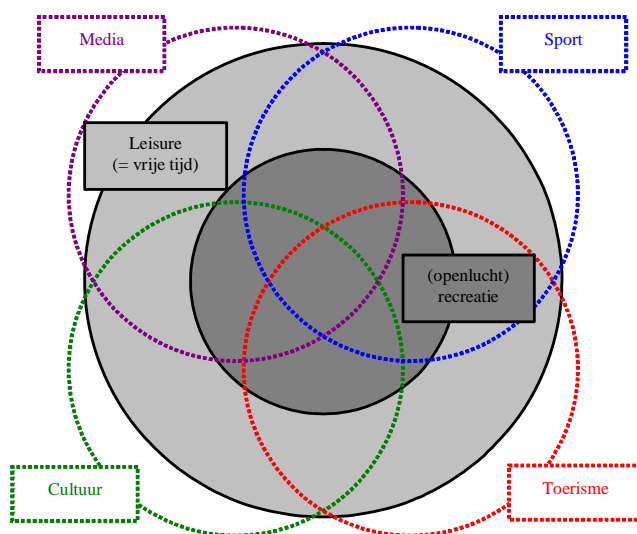 Media
Sport
Leisure
(= vrije tijd)
(openlucht)
recreatie
Cultuur
Toerisme